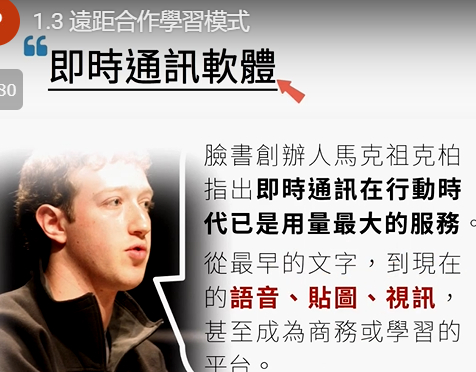 1.3 遠距合作學習模式
80
即時通訊軟體
臉書創辦人馬克祖克柏
指出即時通訊在行動時
代已是用量最大的服務。
從最早的文字，到現在
的語音、貼圖、視訊，
甚至成為商務或學習的
平台。